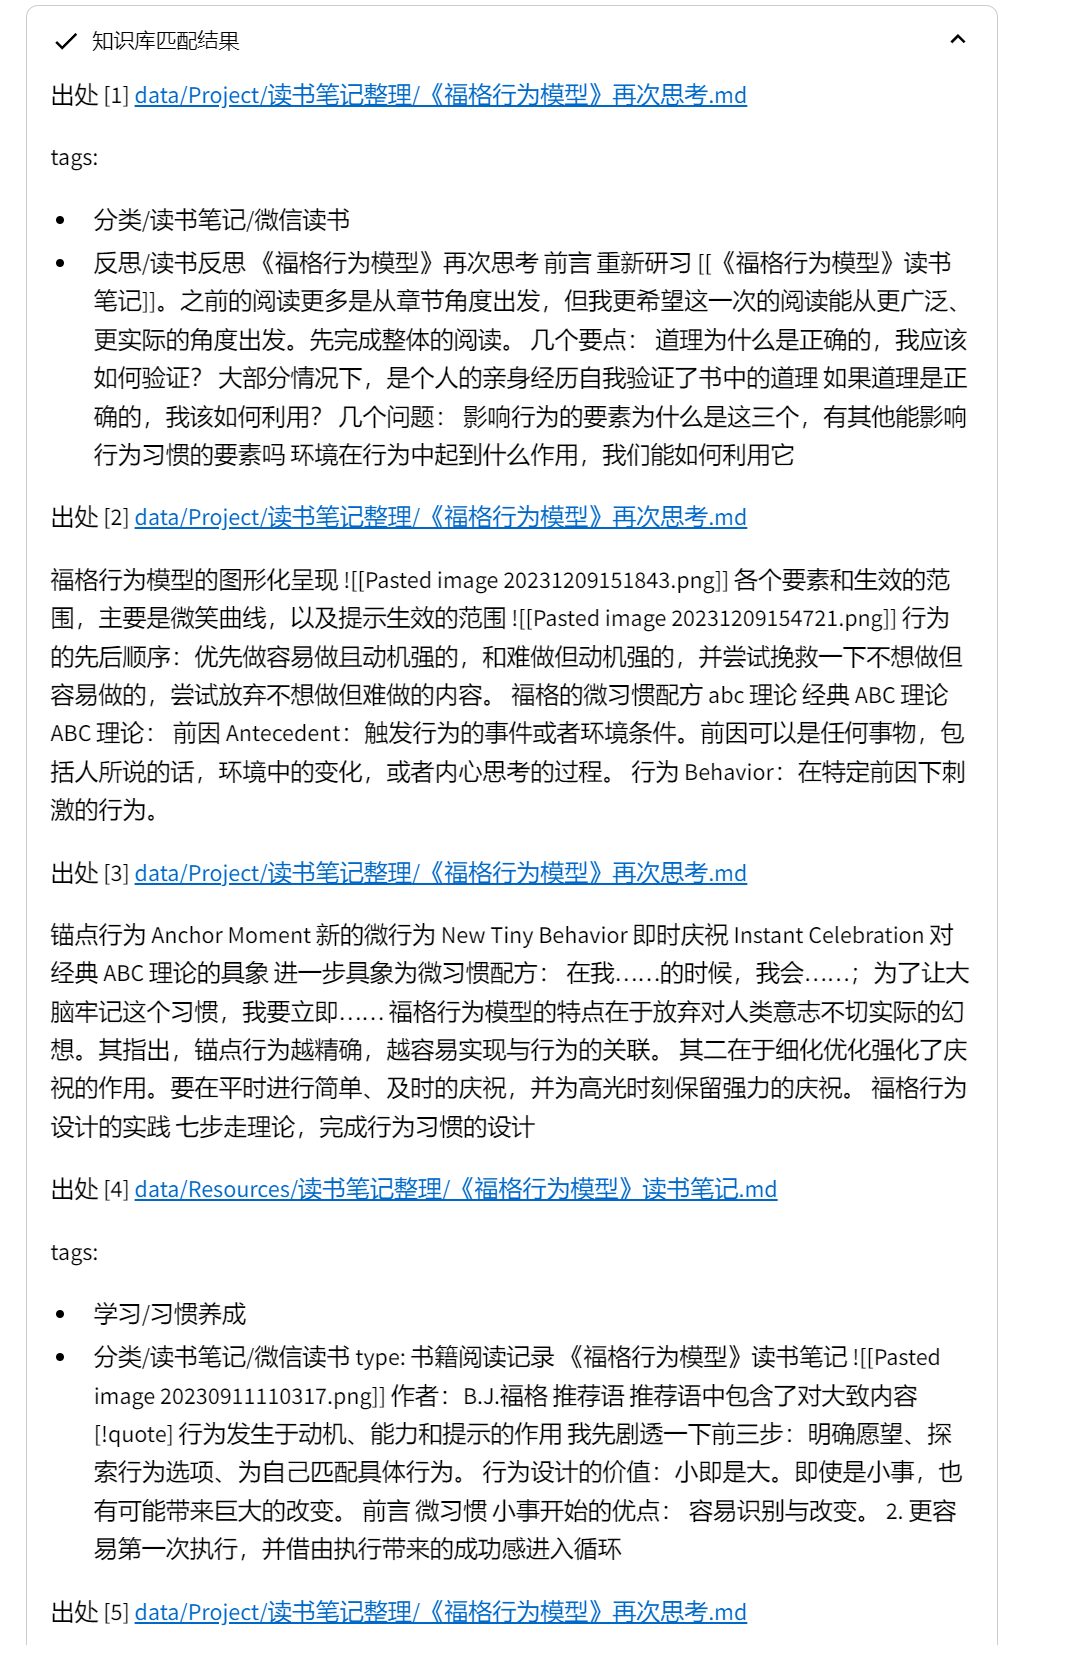 知识库匹配结果
出处 [1] data/Project/读书笔记整理/《福格行为模型》再次思考.md
tags:
• 分类/读书笔记/微信读书
• 反思/读书反思 《福格行为模型》再次思考 前言 重新研习 [[《福格行为模型》读书
笔记]]。之前的阅读更多是从章节角度出发，但我更希望这一次的阅读能从更广泛、
更实际的角度出发。先完成整体的阅读。 几个要点： 道理为什么是正确的，我应该
如何验证？ 大部分情况下，是个人的亲身经历自我验证了书中的道理 如果道理是正
确的，我该如何利用？ 几个问题： 影响行为的要素为什么是这三个，有其他能影响
行为习惯的要素吗 环境在行为中起到什么作用，我们能如何利用它
出处 [2] data/Project/读书笔记整理/《福格行为模型》再次思考.md
福格行为模型的图形化呈现 ![[Pasted image 20231209151843.png]] 各个要素和生效的范
围，主要是微笑曲线，以及提示生效的范围 ![[Pasted image 20231209154721.png]] 行为
的先后顺序：优先做容易做且动机强的，和难做但动机强的，并尝试挽救一下不想做但
容易做的，尝试放弃不想做但难做的内容。 福格的微习惯配方 abc 理论 经典 ABC 理论
ABC 理论： 前因 Antecedent：触发行为的事件或者环境条件。前因可以是任何事物，包
括人所说的话，环境中的变化，或者内心思考的过程。 行为 Behavior：在特定前因下刺
激的行为。
出处 [3] data/Project/读书笔记整理/《福格行为模型》再次思考.md
锚点行为 Anchor Moment 新的微行为 New Tiny Behavior 即时庆祝 Instant Celebration 对
经典 ABC 理论的具象 进一步具象为微习惯配方： 在我……的时候，我会……；为了让大
脑牢记这个习惯，我要立即…… 福格行为模型的特点在于放弃对人类意志不切实际的幻
想。其指出，锚点行为越精确，越容易实现与行为的关联。 其二在于细化优化强化了庆
祝的作用。要在平时进行简单、及时的庆祝，并为高光时刻保留强力的庆祝。 福格行为
设计的实践 七步走理论，完成行为习惯的设计
出处 [4] data/Resources/读书笔记整理/《福格行为模型》读书笔记.md
tags:
• 学习/习惯养成
• 分类/读书笔记/微信读书 type: 书籍阅读记录 《福格行为模型》读书笔记 ![[Pasted
image 20230911110317.png]] 作者：B.J.福格 推荐语 推荐语中包含了对大致内容
[!quote] 行为发生于动机、能力和提示的作用 我先剧透一下前三步：明确愿望、探
索行为选项、为自己匹配具体行为。 行为设计的价值：小即是大。即使是小事，也
有可能带来巨大的改变。 前言 微习惯 小事开始的优点： 容易识别与改变。 2. 更容
易第一次执行，并借由执行带来的成功感进入循环
出处 [5] data/Project/读书笔记整理/《福格行为模型》再次思考.md